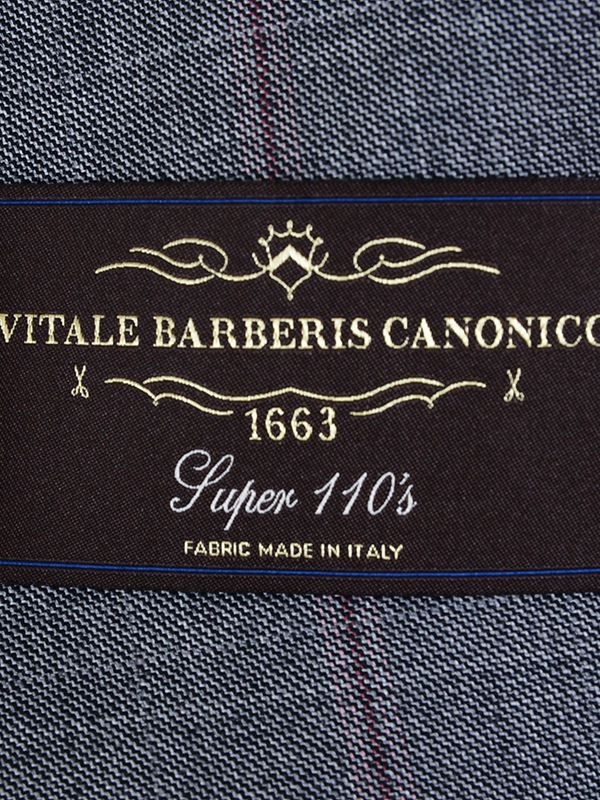 VITALE BARBERIS CANONICO
1663
Super 110's
FABRIC MADE IN ITALY